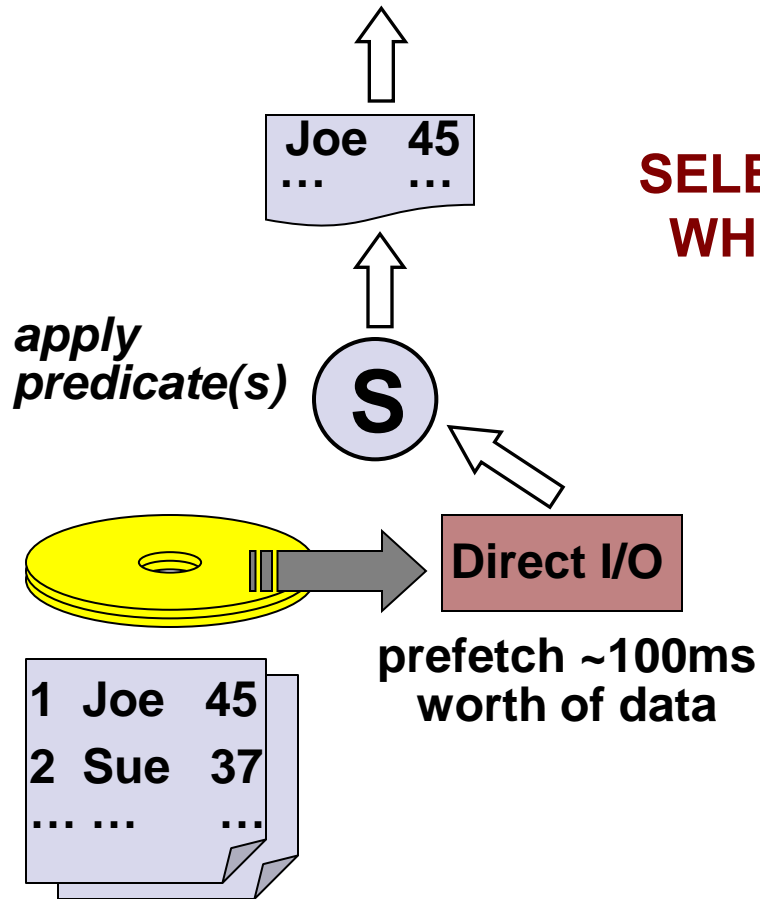 Joe 45
… …
SELE
WH
apply
predicate(s)
S
Direct I/O
prefetch ~100ms
worth of data
1 Joe 45
2 Sue 37
… … …